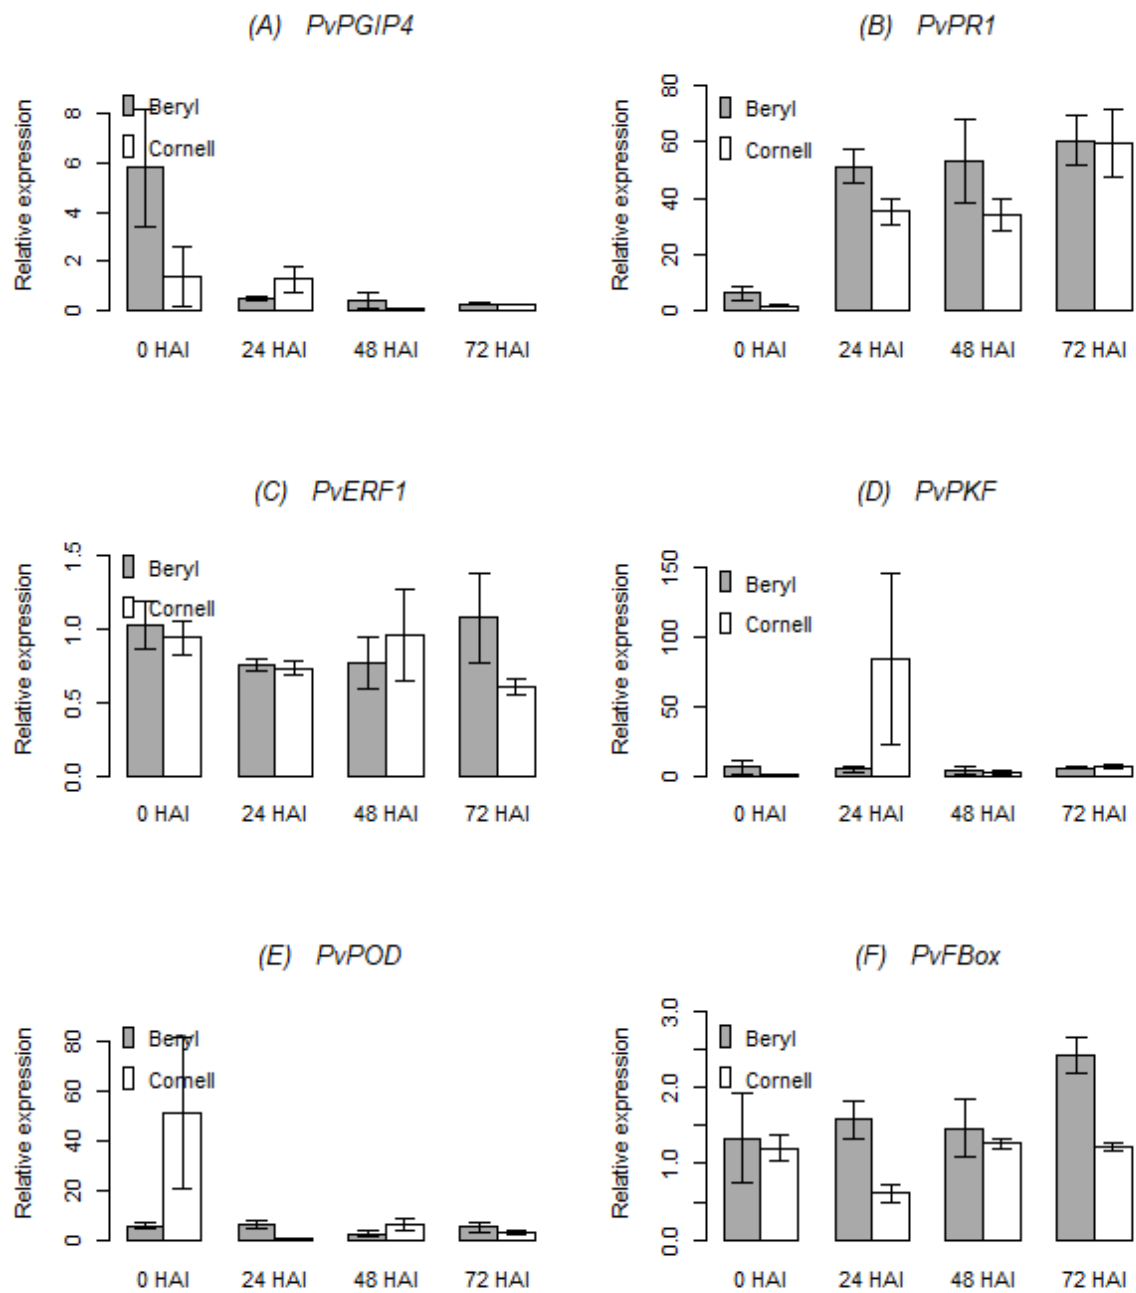 (A) PvPGIP4
Relative expression
8
6
4
2
0
Beryl
Cornell
0 HAI 24 HAI 48 HAI 72 HAI
(B) PvPR1
Relative expression
80
60
40
20
0
Beryl
Cornell
0 HAI 24 HAI 48 HAI 72 HAI
(C) PvERF1
Relative expression
1.5
1.0
0.5
0.0
Beryl
Cornell
0 HAI 24 HAI 48 HAI 72 HAI
(D) PvPKF
Relative expression
150
100
50
0
Beryl
Cornell
0 HAI 24 HAI 48 HAI 72 HAI
(E) PvPOD
Relative expression
80
60
40
20
0
Beryl
Cornell
0 HAI 24 HAI 48 HAI 72 HAI
(F) PvFBox
Relative expression
3.0
2.0
1.0
0.0
Beryl
Cornell
0 HAI 24 HAI 48 HAI 72 HAI